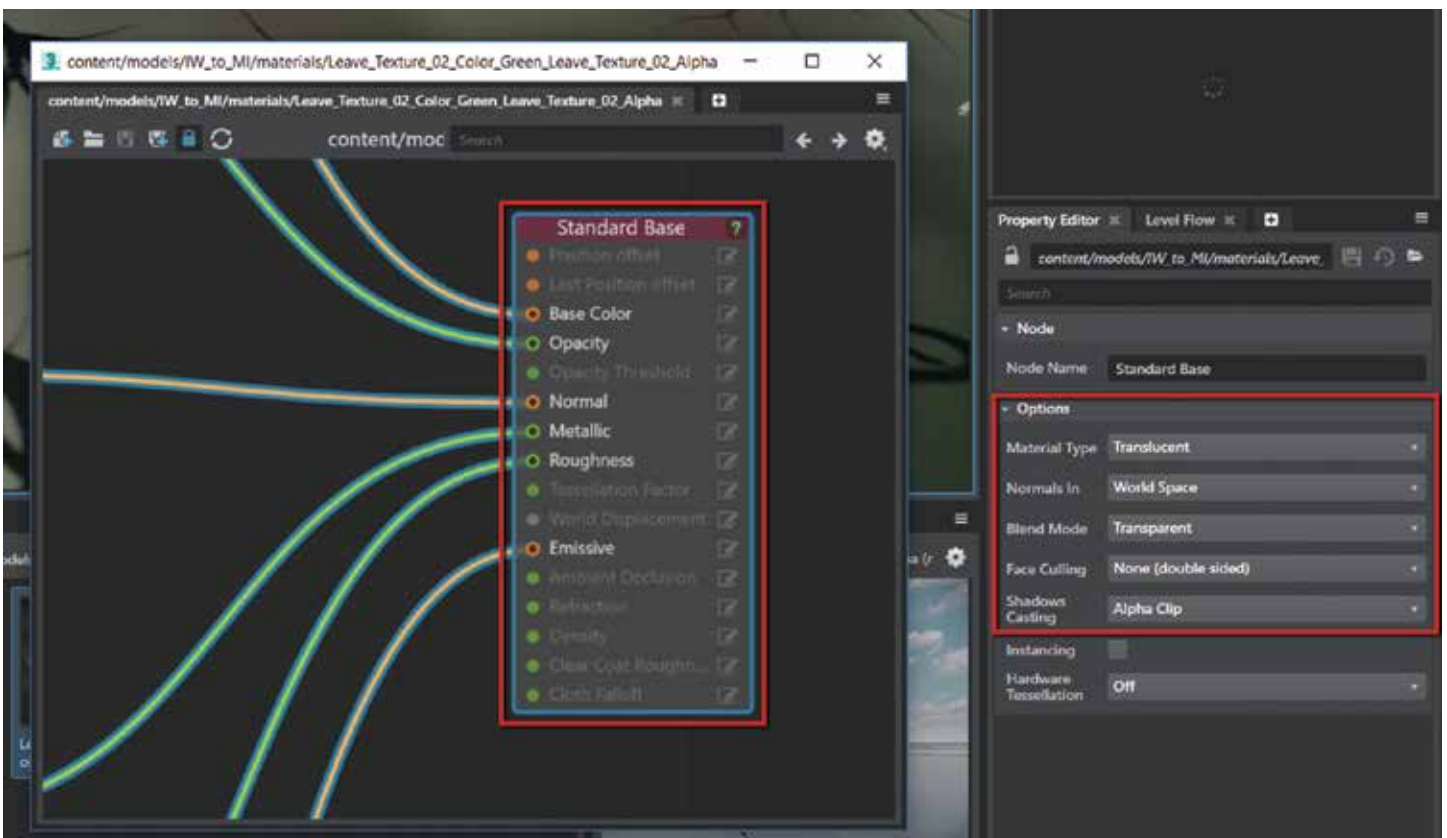 3 content/models/IW_to_MI/materials/Leave_Texture_02_Color_Green_Leave_Texture_02_Alpha
content/models/IW_to_MI/materials/Leave_Texture_02_Color_Green_Leave_Texture_02_Alpha
content/mod Search
Standard Base ?
Position offset
Last Position offset
Base Color
Opacity
Opacity Threshold
Normal
Metallic
Roughness
Tessellation Factor
World Displacement
Emissive
Ambient Occlusion
Refraction
Density
Clear Coat Roughn...
Cloth Falloff
Property Editor Level Flow
content/models/IW_to_MI/materials/Leave_
Search
Node
Node Name Standard Base
Options
Material Type Translucent
Normals In World Space
Blend Mode Transparent
Face Culling None (double sided)
Shadows Casting Alpha Clip
Instancing
Hardware Tessellation Off